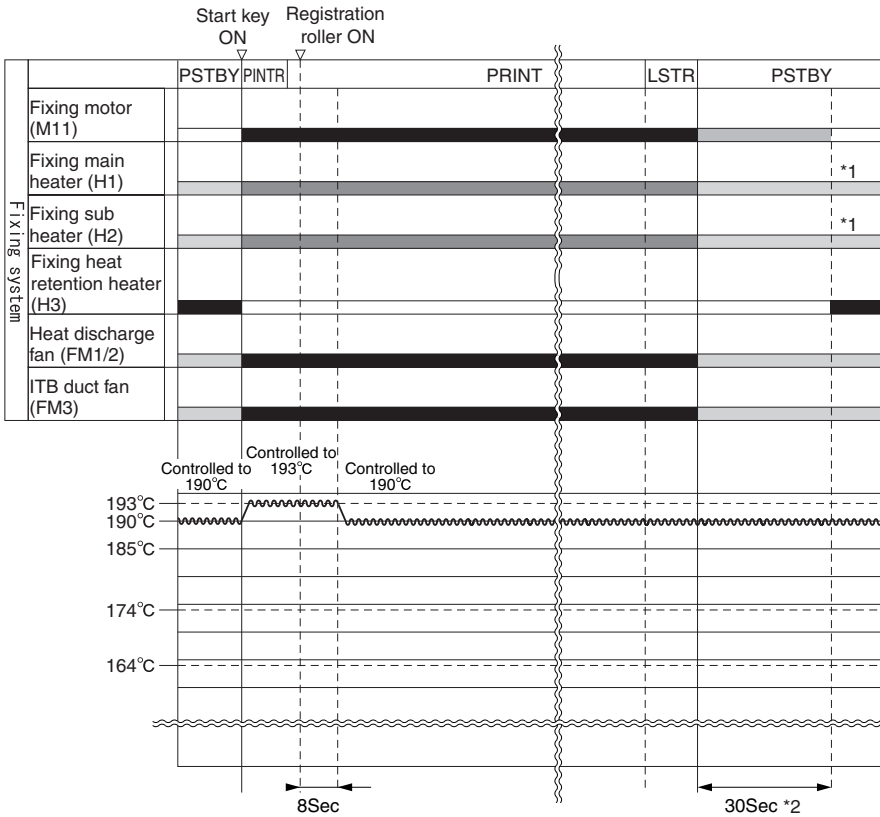 Start key
ON
Registration
roller ON
PSTBY PINTR PRINT LSTR PSTBY
Fixing system
Fixing motor
(M11)
Fixing main
heater (H1)
*1
Fixing sub
heater (H2)
*1
Fixing heat
retention heater
(H3)
Heat discharge
fan (FM1/2)
ITB duct fan
(FM3)
Controlled to
190°C
Controlled to
193°C
Controlled to
190°C
193°C
190°C
185°C
174°C
164°C
8Sec
30Sec *2